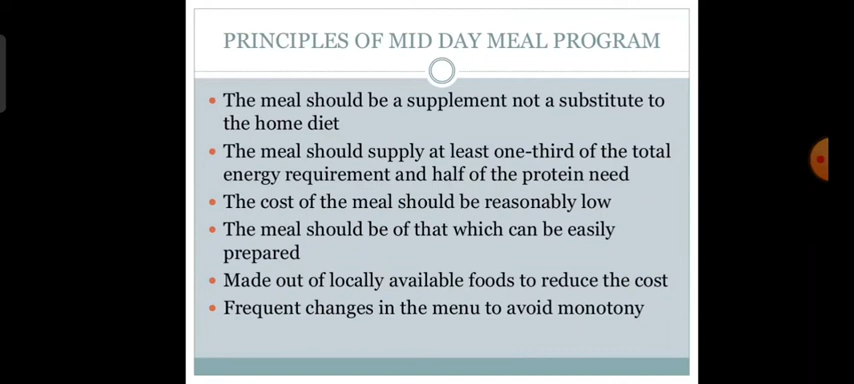 PRINCIPLES OF MID DAY MEAL PROGRAM
• The meal should be a supplement not a substitute to
the home diet
• The meal should supply at least one-third of the total
energy requirement and half of the protein need
• The cost of the meal should be reasonably low
• The meal should be of that which can be easily
prepared
• Made out of locally available foods to reduce the cost
• Frequent changes in the menu to avoid monotony